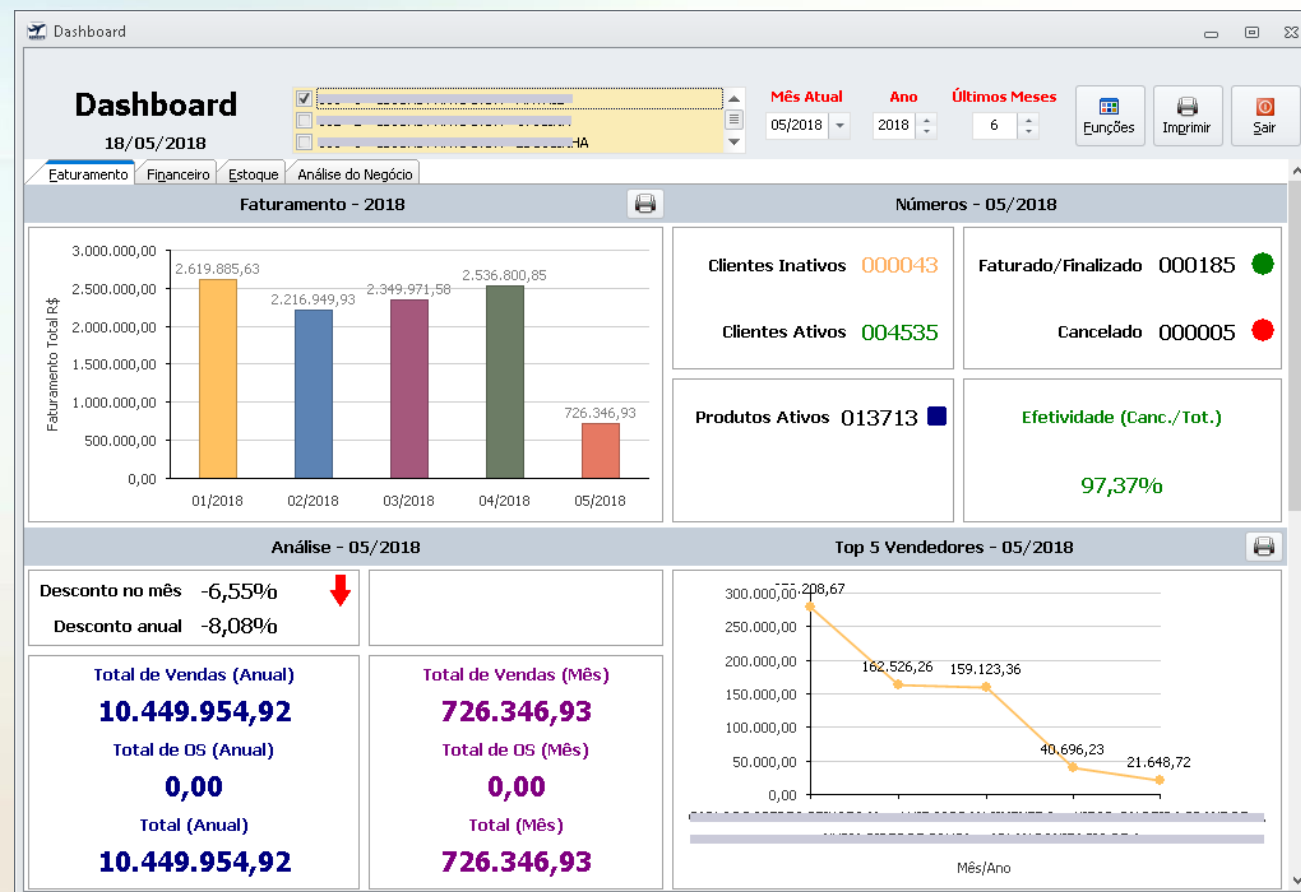 Dashboard
Dashboard
18/05/2018
HA
Mês Atual
05/2018
Ano
2018
Últimos Meses
6
Funções
Imprimir
Sair
Faturamento Financeiro Estoque Análise do Negócio
Faturamento - 2018
Faturamento Total R$
3.000.000,00
2.500.000,00
2.000.000,00
1.500.000,00
1.000.000,00
500.000,00
0,00
2.619.885,63
2.216.949,93
2.349.971,58
2.536.800,85
726.346,93
01/2018 02/2018 03/2018 04/2018 05/2018
Números - 05/2018
Clientes Inativos 000043
Clientes Ativos 004535
Faturado/Finalizado 000185
Cancelado 000005
Produtos Ativos 013713
Efetividade (Canc./Tot.)
97,37%
Análise - 05/2018
Desconto no mês -6,55%
Desconto anual -8,08%
Total de Vendas (Anual)
10.449.954,92
Total de OS (Anual)
0,00
Total (Anual)
10.449.954,92
Total de Vendas (Mês)
726.346,93
Total de OS (Mês)
0,00
Total (Mês)
726.346,93
Top 5 Vendedores - 05/2018
300.000,00
250.000,00
200.000,00
150.000,00
100.000,00
50.000,00
0,00
162.526,26
159.123,36
40.696,23
21.648,72
Mês/Ano